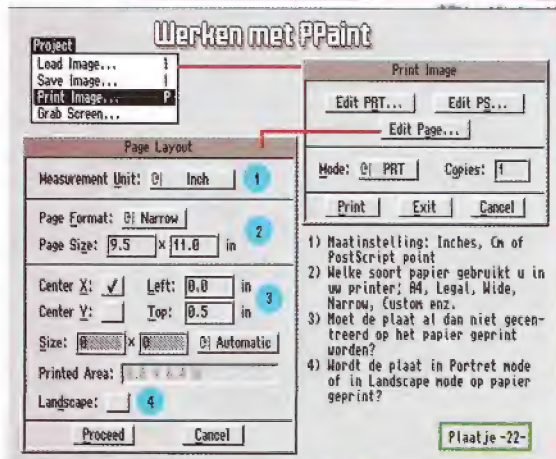 Werken met PPaint
Project
Load Image...
Save Image...
Print Image... P
Grab Screen...
Print Image
Edit PRT... Edit PS...
Edit Page...
Mode: PRT Copies: 1
Print Exit Cancel
Page Layout
Measurement Unit: Inch 1
Page Format: Narrow
Page Size: 9.5 x 11.0 in 2
Center X: Left: 0.0 in
Center Y: Top: 0.5 in 3
Size: 0 x 0 Automatic
Printed Area:
Landscape: 4
Proceed Cancel
1) Maatinstelling: Inches, Cm of
PostScript point
2) Welke soort papier gebruikt u in
uw printer; A4, Legal, Wide,
Narrow, Custom enz.
3) Moet de plaat al dan niet gecen-
treerd op het papier geprint
worden?
4) Wordt de plaat in Portret mode
of in Landscape mode op papier
geprint?
Plaatje -22-